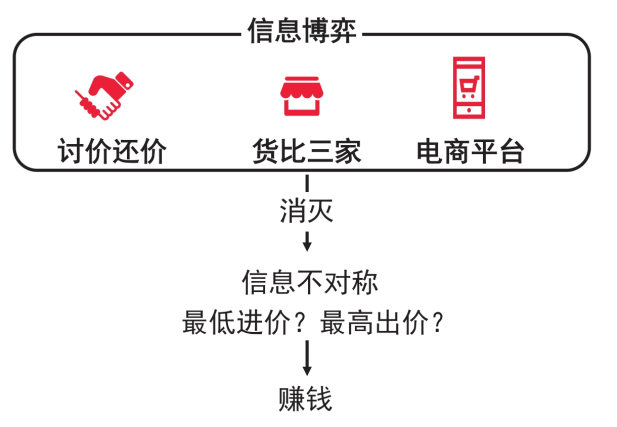 信息博弈
讨价还价 货比三家 电商平台
消灭
信息不对称
最低进价？最高出价？
赚钱